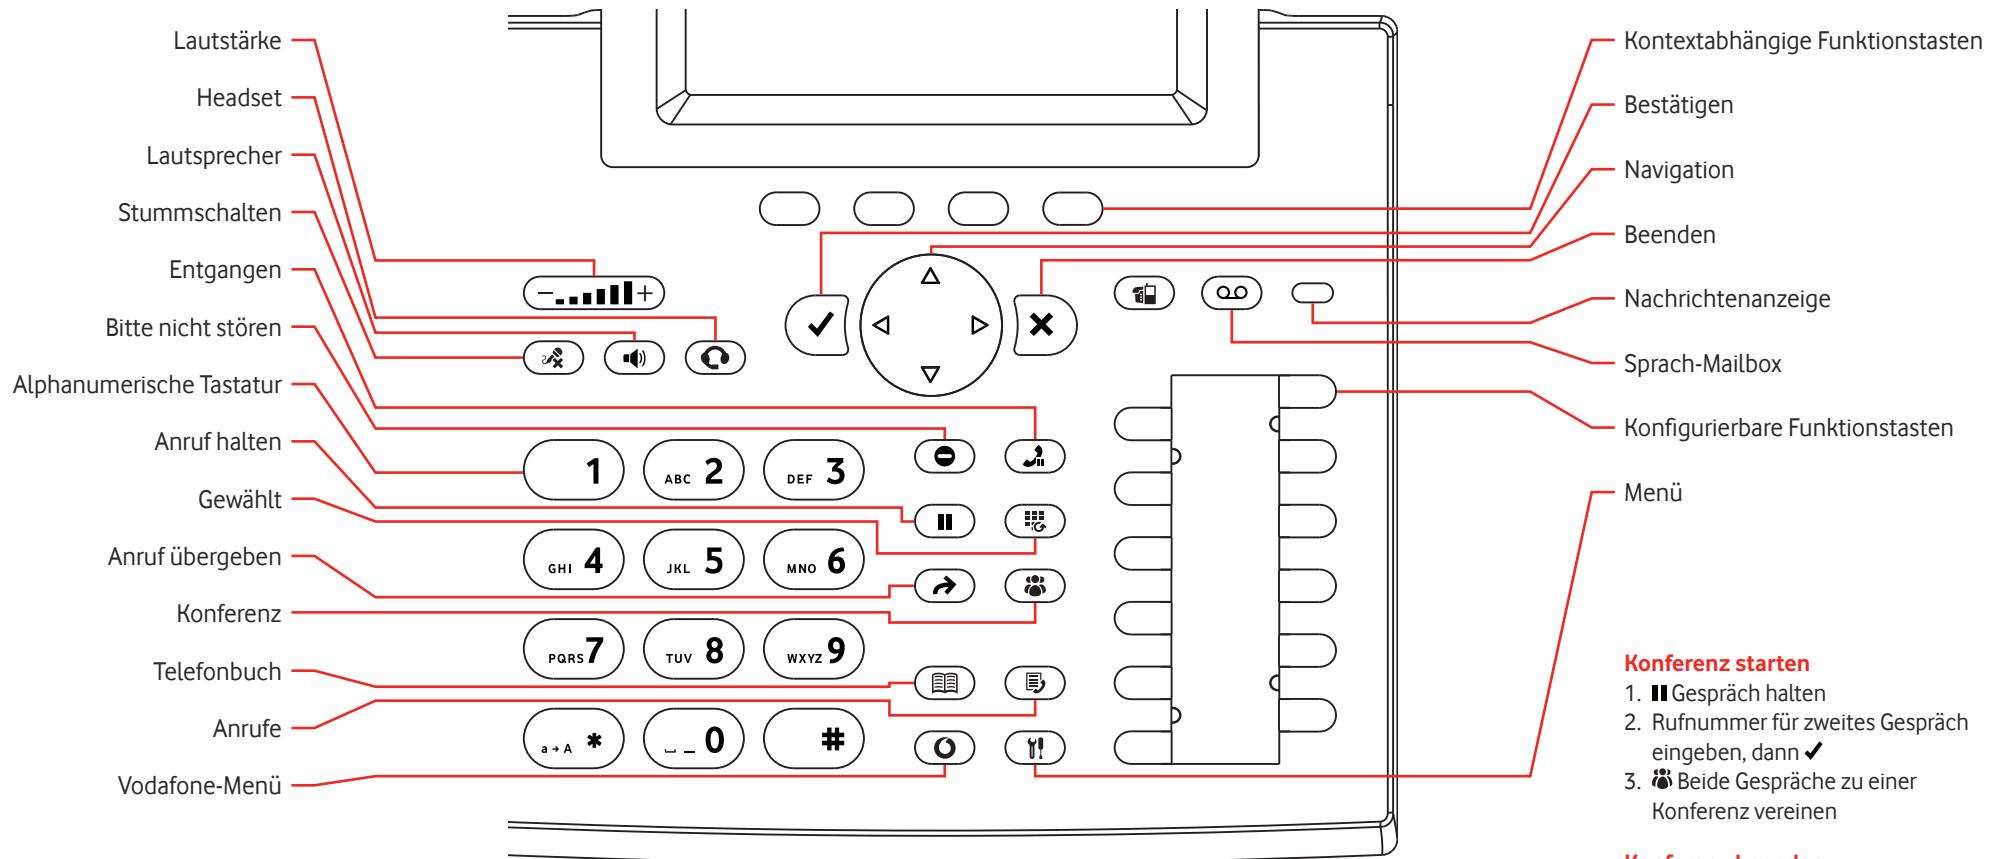 Lautstärke
Headset
Lautsprecher
Stummschalten
Entgangen
Bitte nicht stören
Alphanumerische Tastatur
Anruf halten
Gewählt
Anruf übergeben
Konferenz
Telefonbuch
Anrufe
Vodafone-Menü
- +
1
ABC 2
DEF 3
GHI 4
JKL 5
MNO 6
PQRS 7
TUV 8
WXYZ 9
a → A *
0
#
Kontextabhängige Funktionstasten
Bestätigen
Navigation
Beenden
Nachrichtenanzeige
Sprach-Mailbox
Konfigurierbare Funktionstasten
Menü
Konferenz starten
1. Gespräch halten
2. Rufnummer für zweites Gespräch
eingeben, dann ✓
3. Beide Gespräche zu einer
Konferenz vereinen